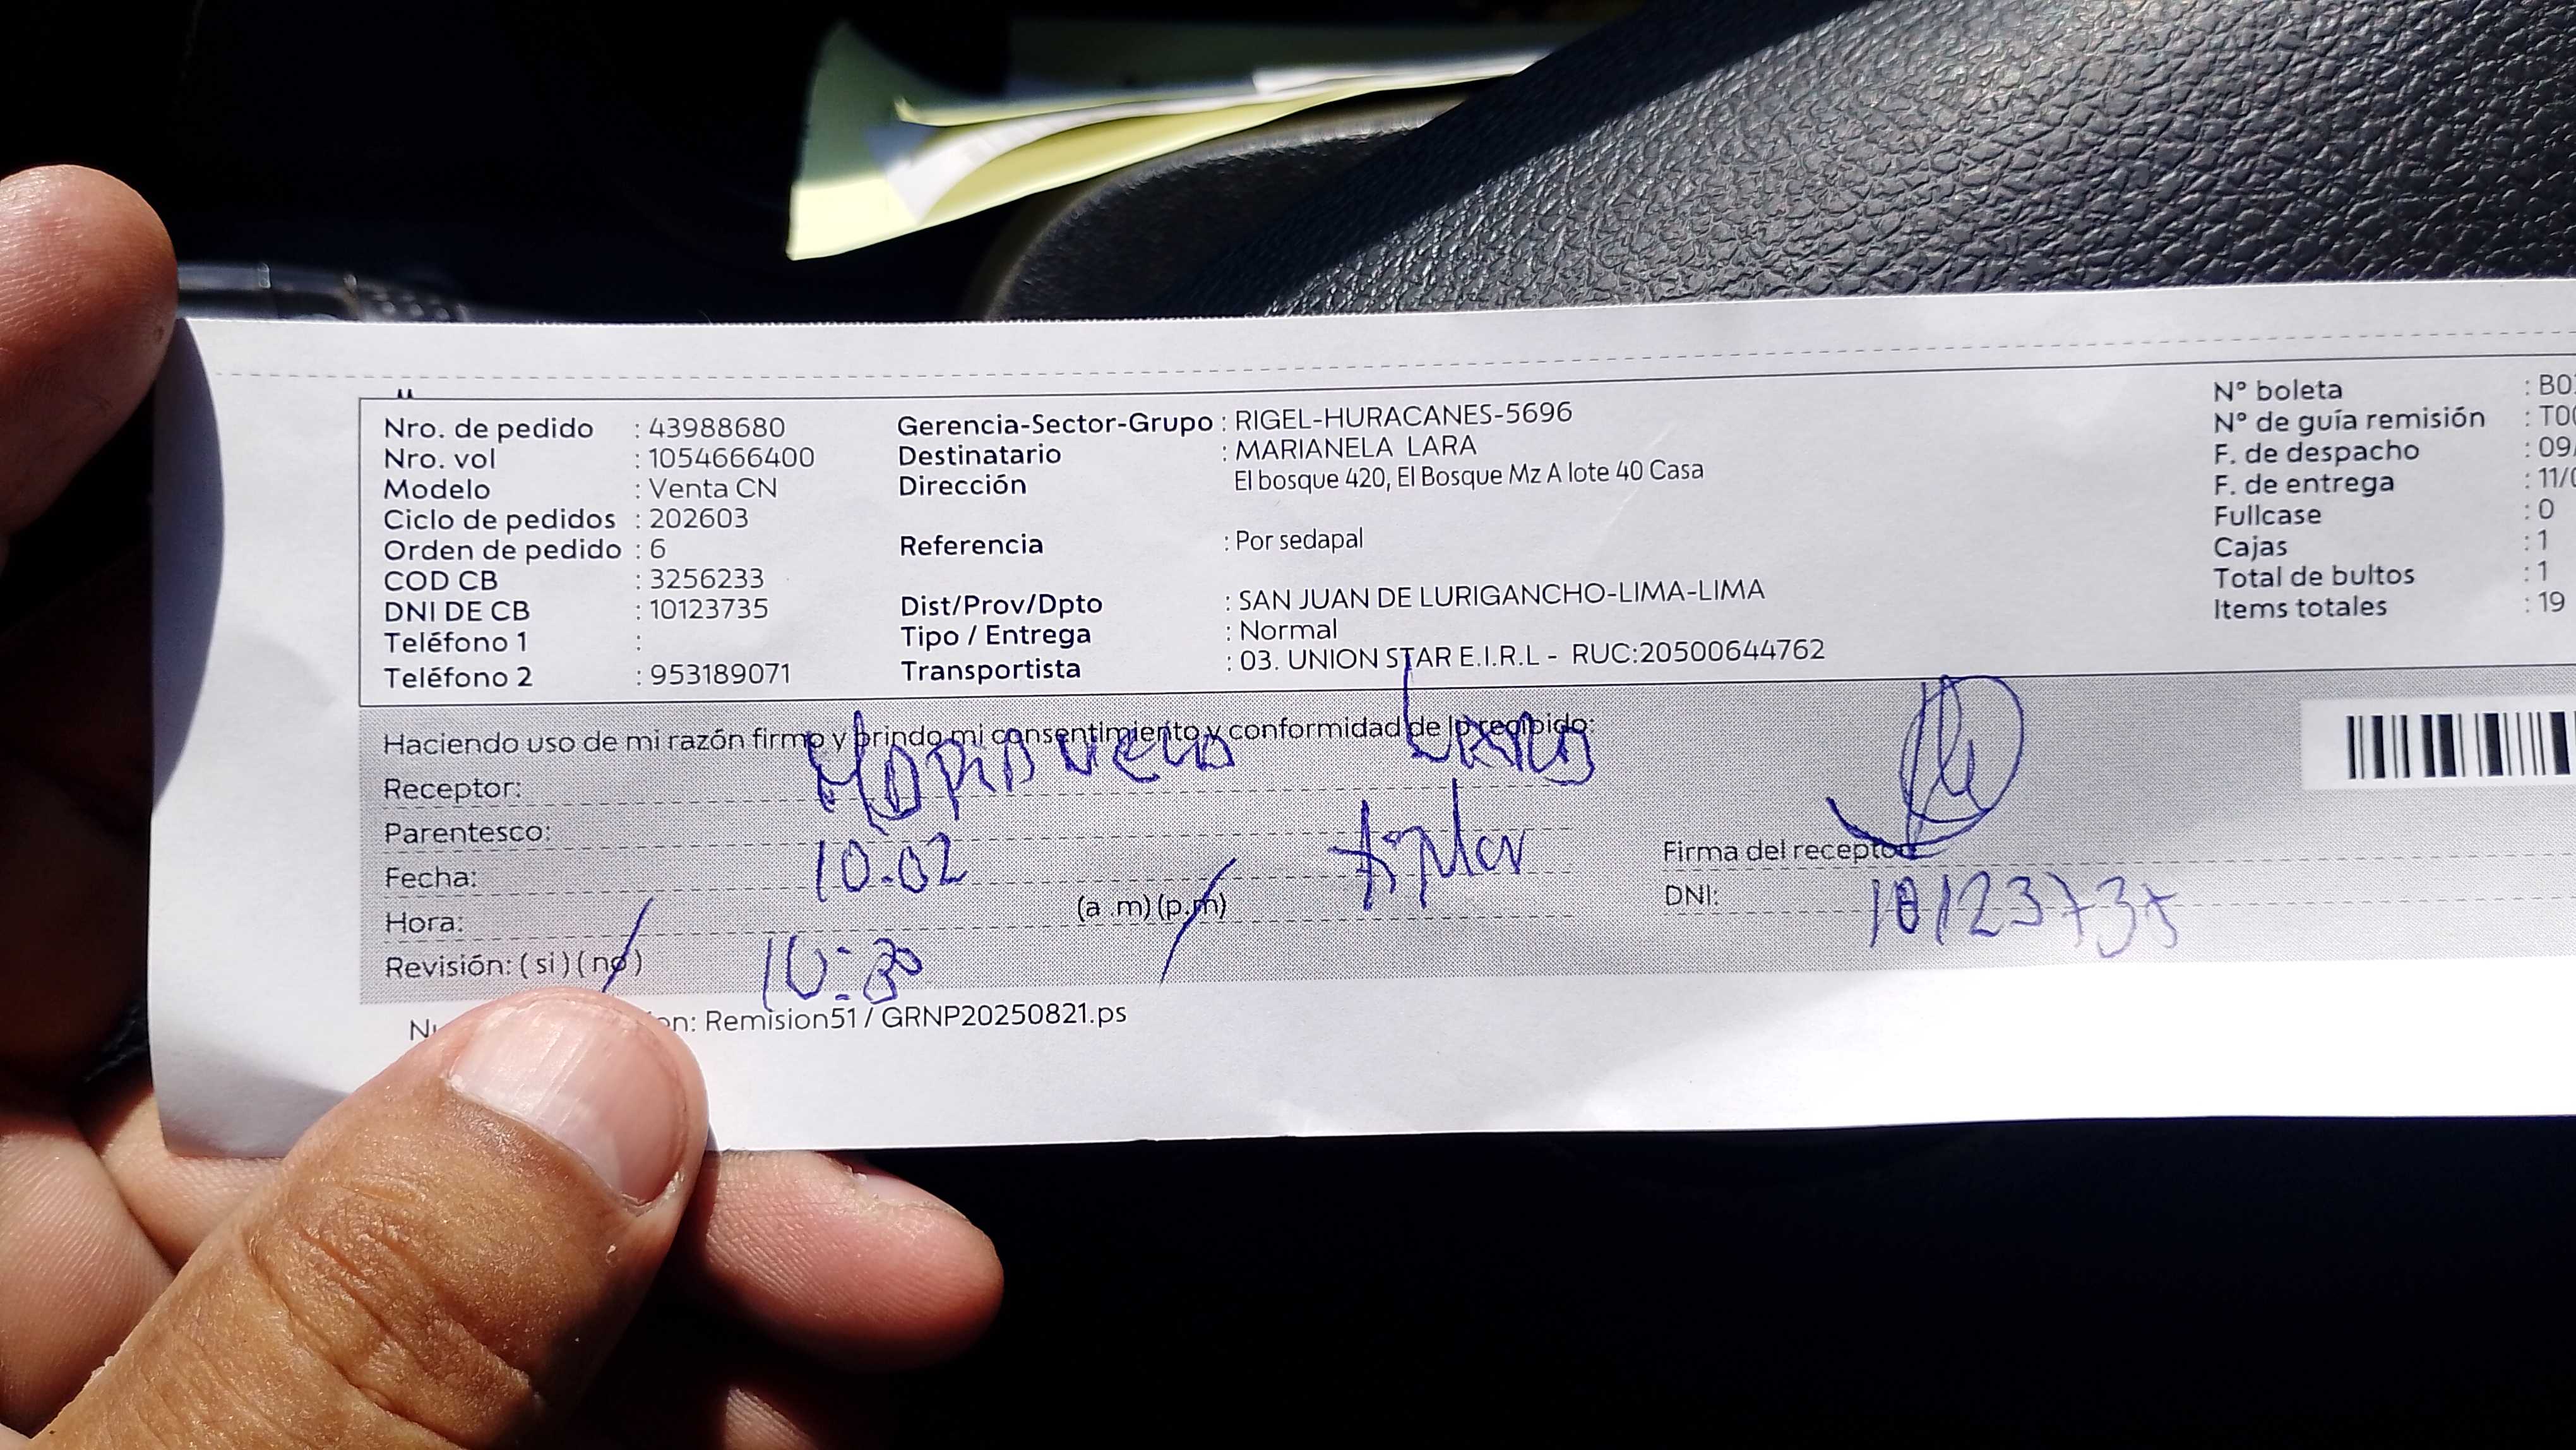 Nro. de pedido : 43988680
Nro. vol : 1054666400
Modelo : Venta CN
Ciclo de pedidos : 202603
Orden de pedido : 6
COD CB : 3256233
DNI DE CB : 10123735
Teléfono 1 :
Teléfono 2 : 953189071
Gerencia-Sector-Grupo : RIGEL-HURACANES-5696
Destinatario : MARIANELA LARA
Dirección El bosque 420, El Bosque Mz A lote 40 Casa
Referencia : Por sedapal
Dist/Prov/Dpto : SAN JUAN DE LURIGANCHO-LIMA-LIMA
Tipo / Entrega : Normal
Transportista : 03. UNION STAR E.I.R.L - RUC:20500644762
N° boleta : B0
N° de guía remisión : T00
F. de despacho : 09/
F. de entrega : 11/0
Fullcase : 0
Cajas : 1
Total de bultos : 1
Items totales : 19
Haciendo uso de mi razón firmo y brindo mi consentimiento y conformidad de lo recibido:
Receptor:
Parentesco:
Fecha: 10.02
Hora: 10:30 (a .m) (p.m)
Revisión: ( si ) ( no )
Firma del receptor
DNI: 10123735
Remision51 / GRNP20250821.ps